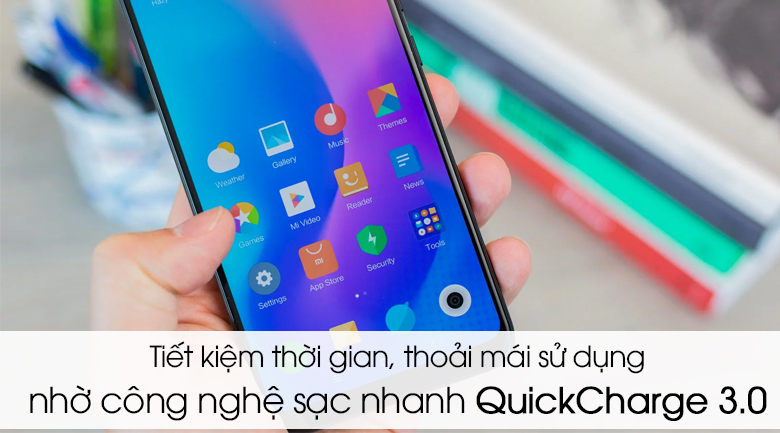 Hazy
Weather
Gallery
Music
Themes
Games
Mi Video
Reader
News
Settings
App Store
Security
Tools
Tiết kiệm thời gian, thoải mái sử dụng
nhờ công nghệ sạc nhanh QuickCharge 3.0